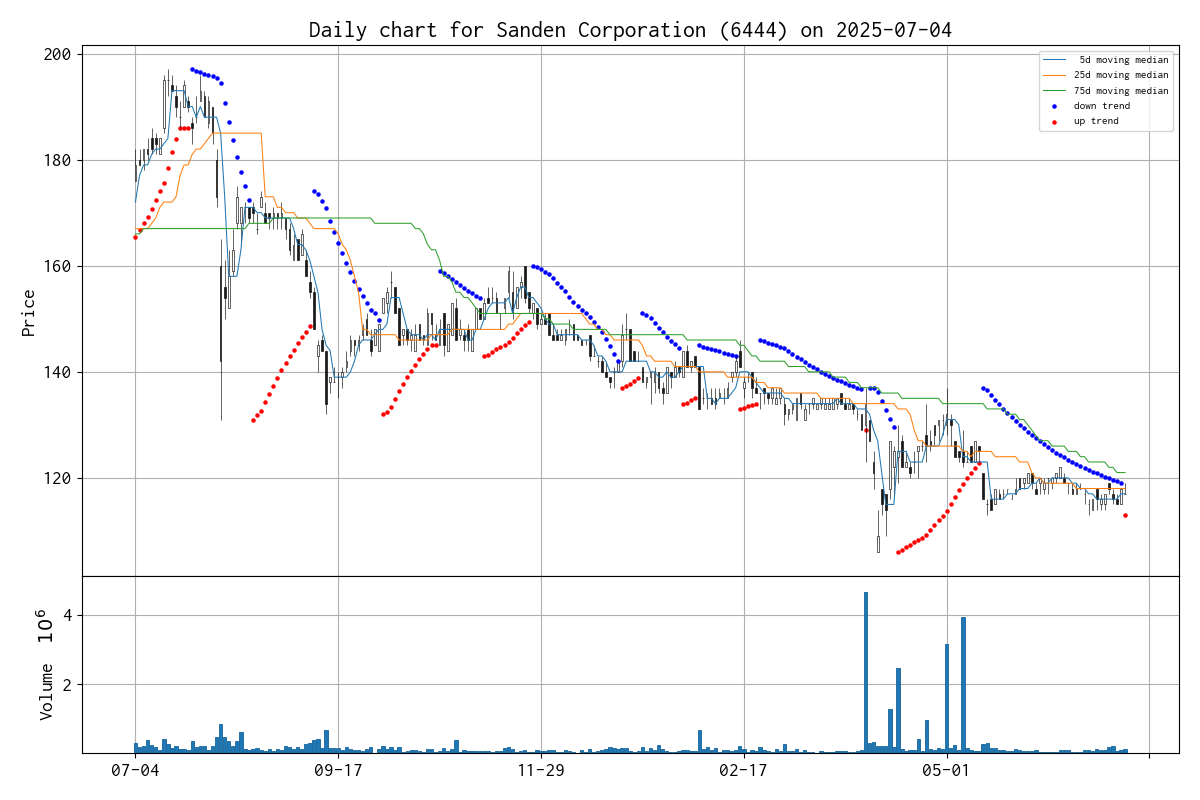 Daily chart for Sanden Corporation (6444) on 2025-07-04
5d moving median
25d moving median
75d moving median
down trend
up trend
Price
200
180
160
140
120
Volume 10⁶
4
2
07-04
09-17
11-29
02-17
05-01